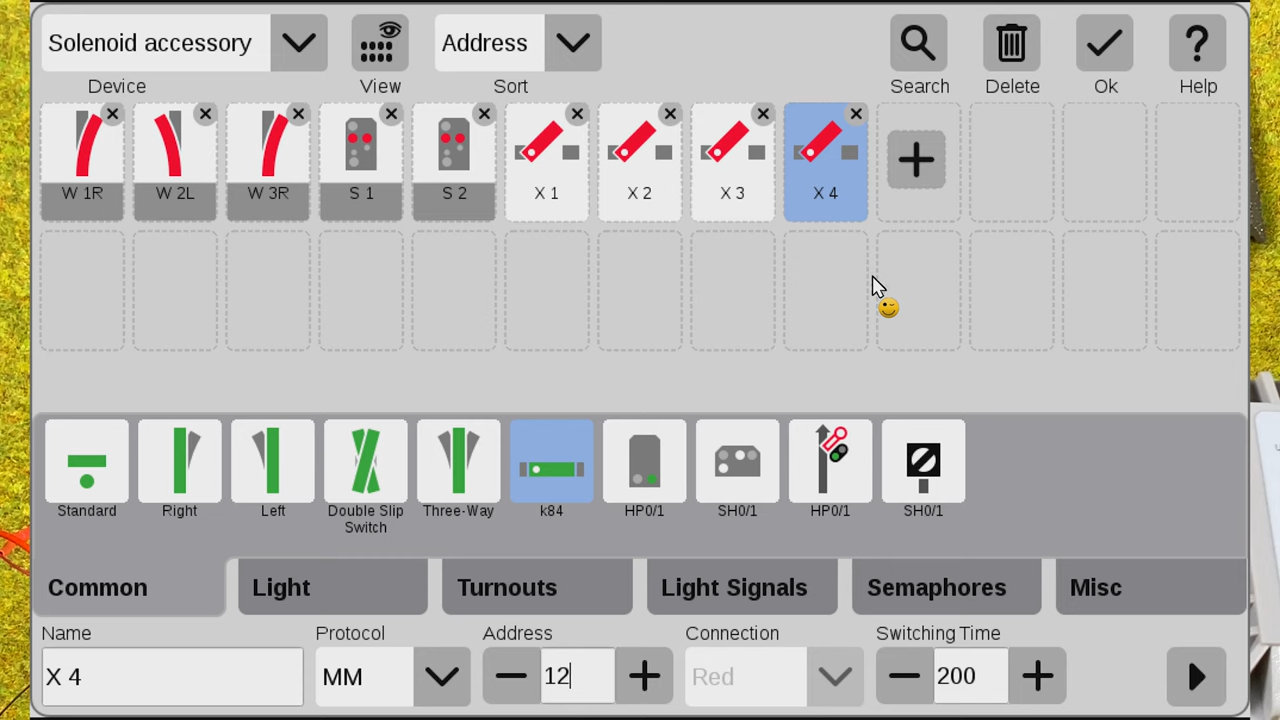 Solenoid accessory Address
Device View Sort Search Delete Ok Help
W 1R W 2L W 3R S 1 S 2 X 1 X 2 X 3 X 4
Standard Right Left Double Slip Three-Way k84 HP0/1 SH0/1 HP0/1 SH0/1
Switch
Common Light Turnouts Light Signals Semaphores Misc
Name Protocol Address Connection Switching Time
X 4 MM 12 Red 200